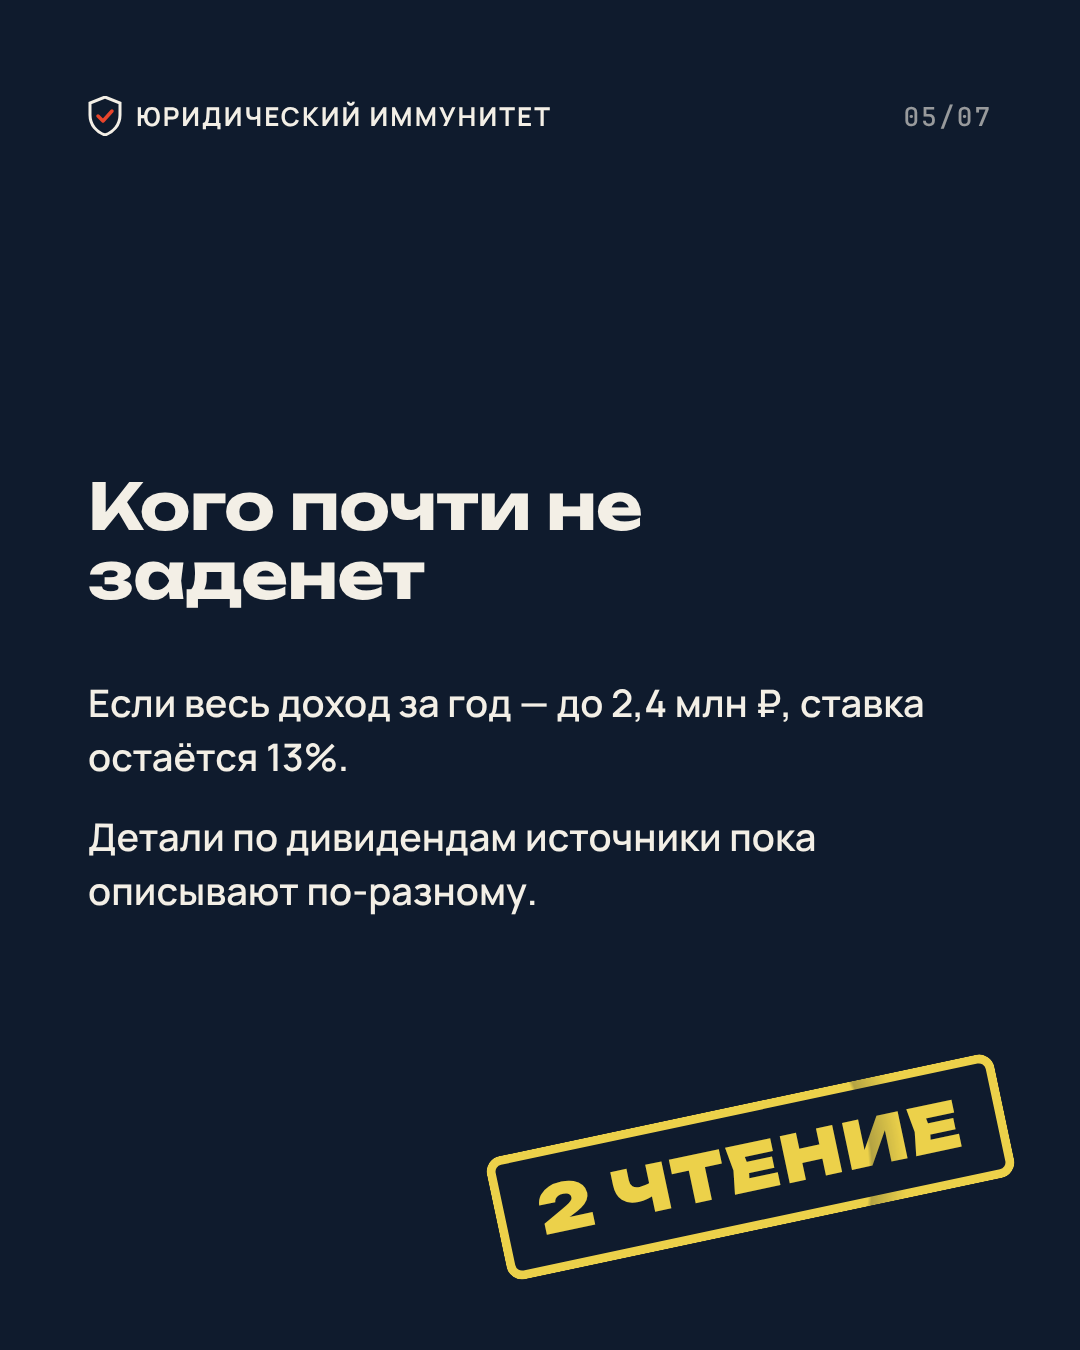 ЮРИДИЧЕСКИЙ ИММУНИТЕТ
05/07
Кого почти не
заденет
Если весь доход за год — до 2,4 млн ₽, ставка
остаётся 13%.
Детали по дивидендам источники пока
описывают по-разному.
2 ЧТЕНИЕ